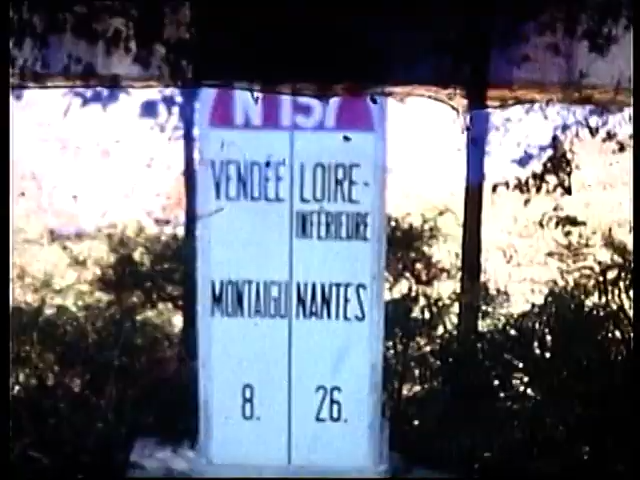 N 157
VENDÉE
LOIRE-
INFÉRIEURE
MONTAIGU
NANTES
8.
26.